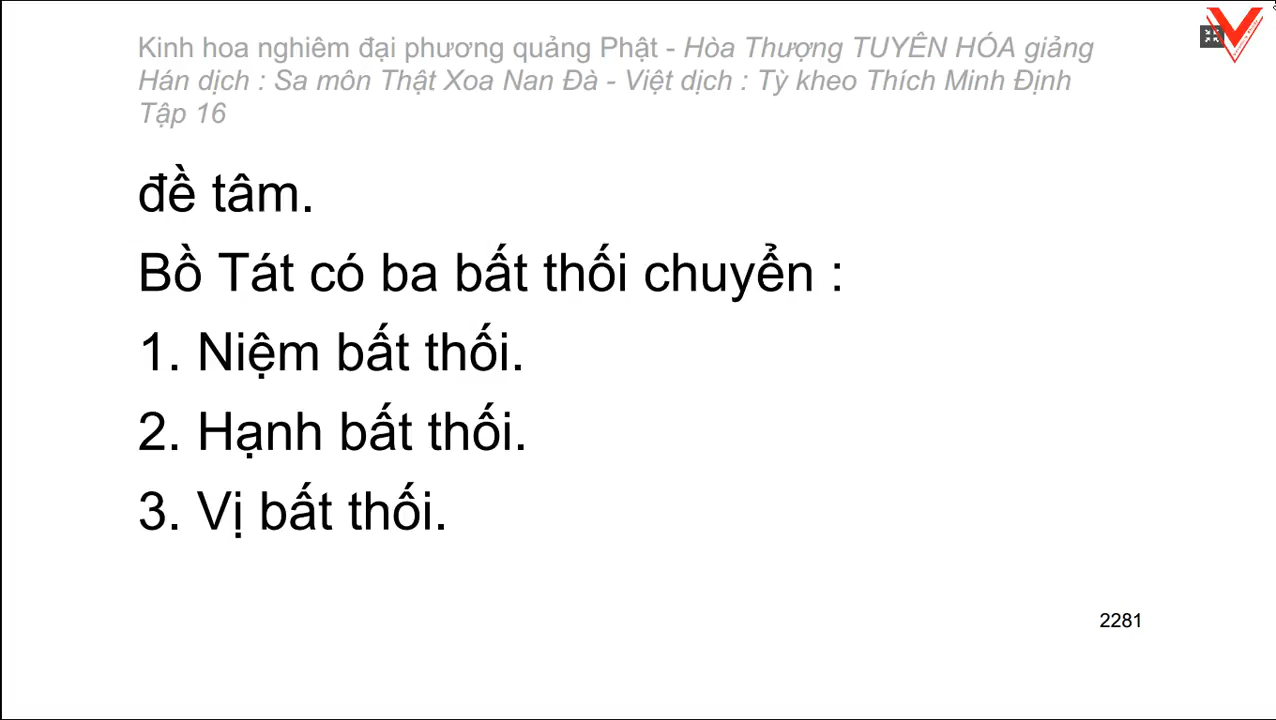 Kinh hoa nghiêm đại phương quảng Phật - Hòa Thượng TUYÊN HÓA giảng
Hán dịch : Sa môn Thật Xoa Nan Đà - Việt dịch : Tỳ kheo Thích Minh Định
Tập 16
đề tâm.
Bồ Tát có ba bất thối chuyển :
1. Niệm bất thối.
2. Hạnh bất thối.
3. Vị bất thối.
2281